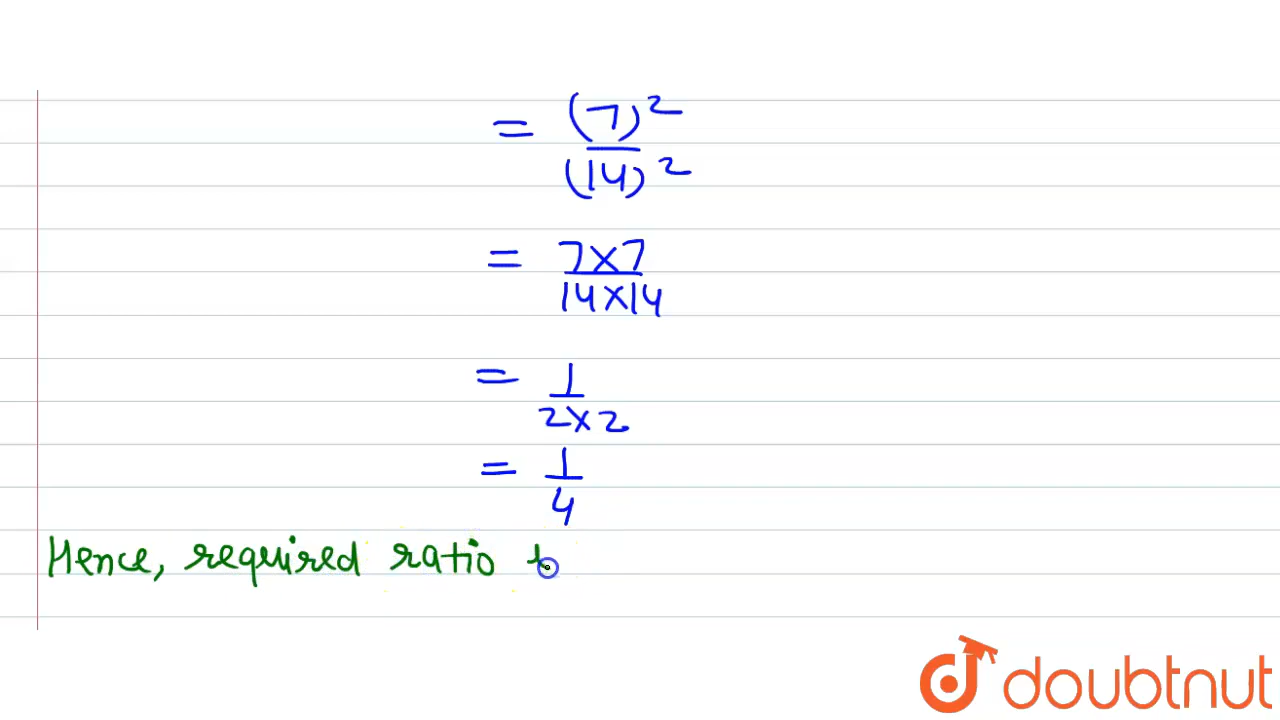 = (7)² / (14)²
= 7×7 / 14×14
= 1 / 2×2
= 1 / 4
Hence, required ratio
doubtnut